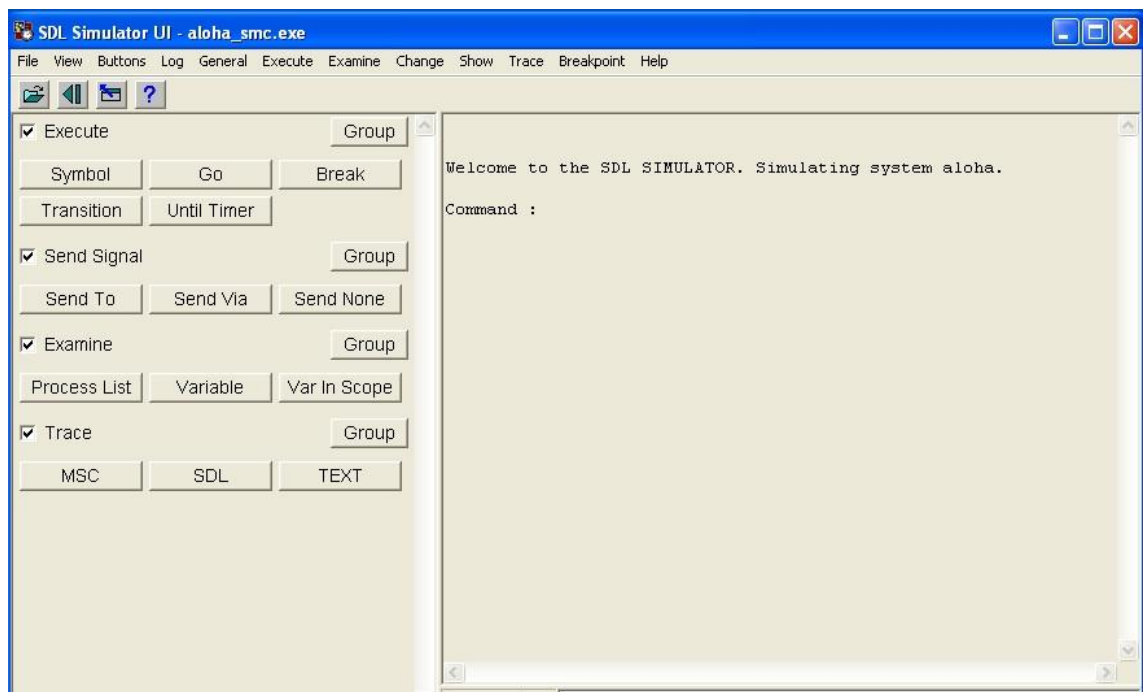 SDL Simulator UI - aloha_smc.exe
File View Buttons Log General Execute Examine Change Show Trace Breakpoint Help
?
Execute Group
Symbol Go Break
Transition Until Timer
Send Signal Group
Send To Send Via Send None
Examine Group
Process List Variable Var In Scope
Trace Group
MSC SDL TEXT
Welcome to the SDL SIMULATOR. Simulating system aloha.
Command :